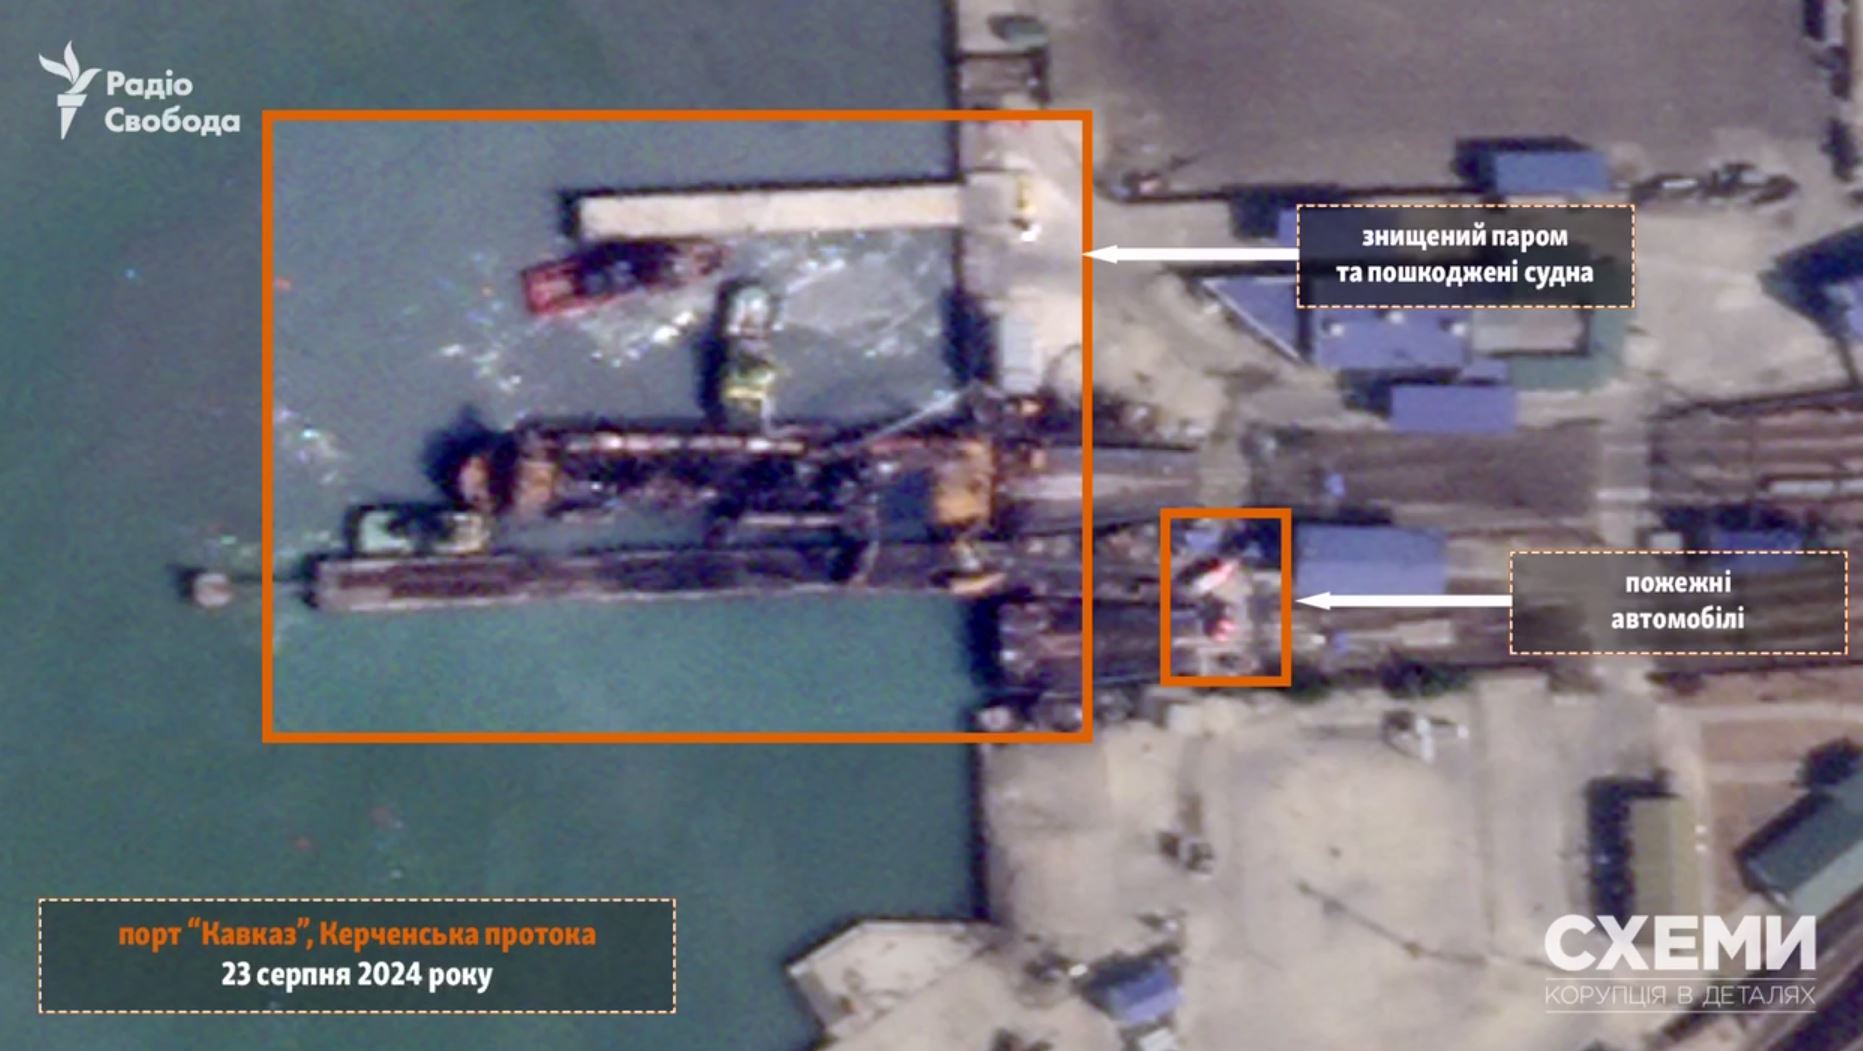 Радіо
Свобода
знищений паром
та пошкоджені судна
пожежні
автомобілі
порт “Кавказ”, Керченська протока
23 серпня 2024 року
СХЕМИ
КОРУПЦІЯ В ДЕТАЛЯХ